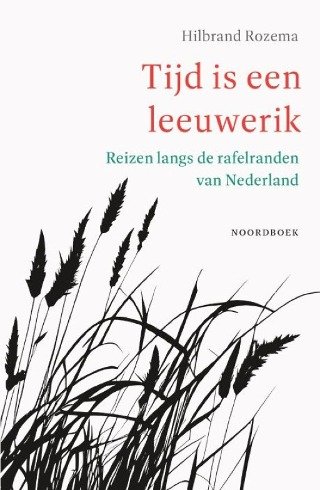 Hilbrand Rozema
Tijd is een
leeuwerik
Reizen langs de rafelranden
van Nederland
NOORDBOEK